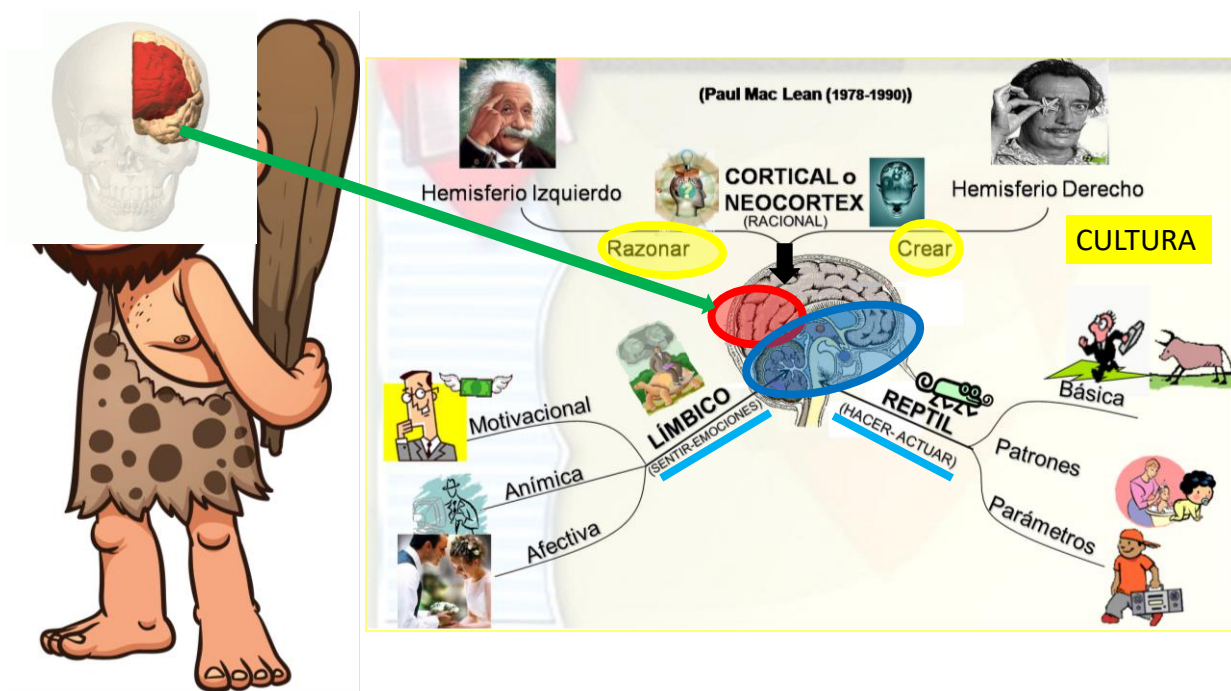 (Paul Mac Lean (1978-1990))
Hemisferio Izquierdo
CORTICAL o
NEOCORTEX
(RACIONAL)
Hemisferio Derecho
Razonar
Crear
CULTURA
LÍMBICO
(SENTIR-EMOCIONES)
Motivacional
Anímica
Afectiva
REPTIL
(HACER- ACTUAR)
Básica
Patrones
Parámetros